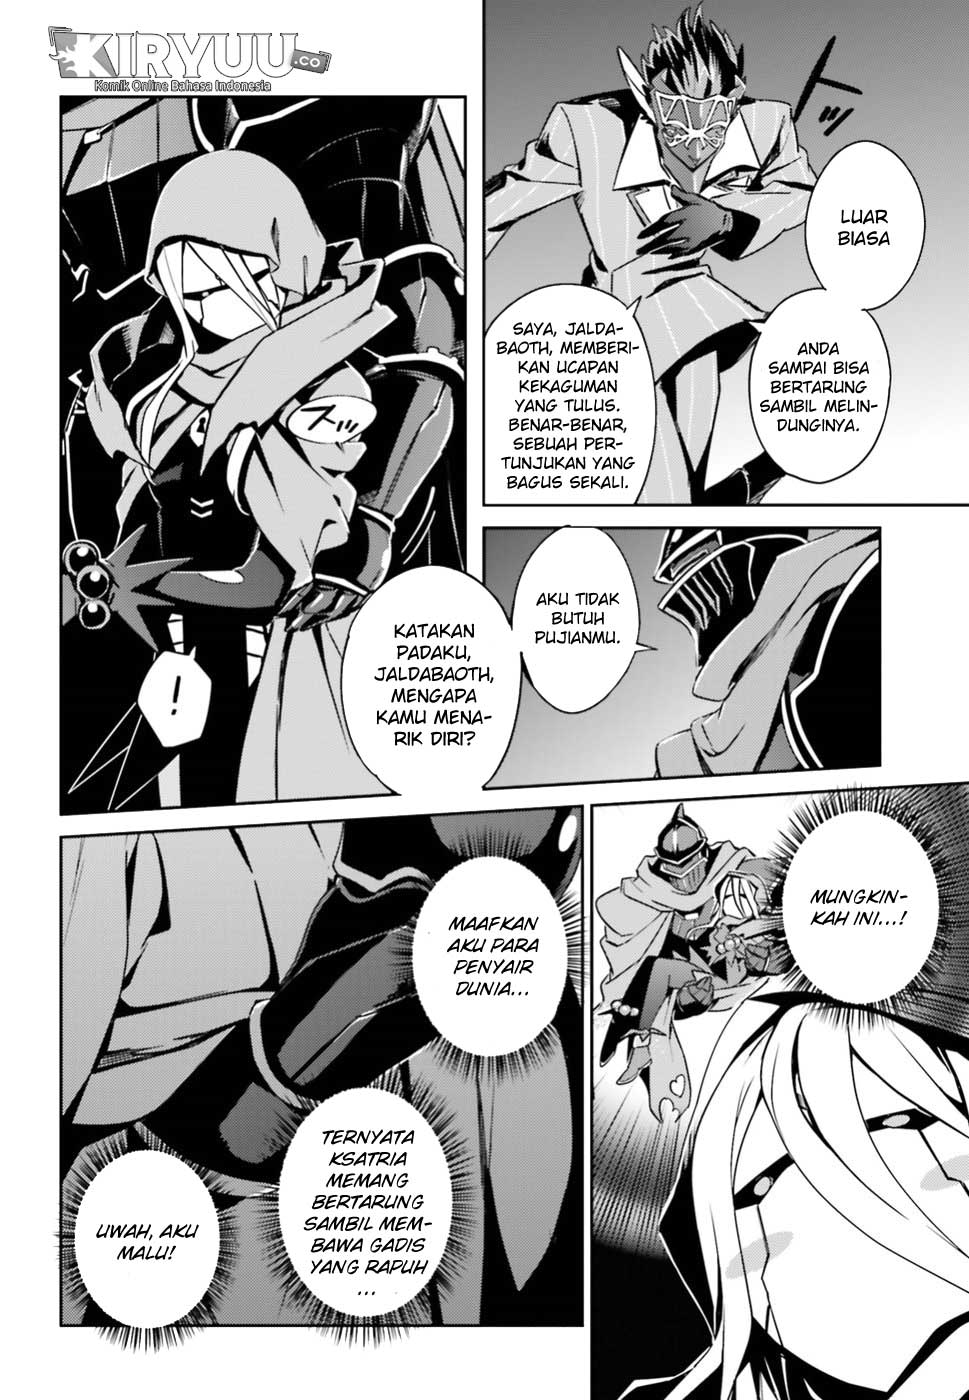 KIRYUU.CO
Komik Online Bahasa Indonesia
LUAR
BIASA
ANDA
SAMPAI BISA
BERTARUNG
SAMBIL MELIN-
DUNGINYA.
SAYA, JALDA-
BAOTH, MEMBERI-
KAN UCAPAN
KEKAGUMAN
YANG TULUS.
BENAR-BENAR,
SEBUAH PER-
TUNJUKAN YANG
BAGUS SEKALI.
ズッ
!
AKU TIDAK
BUTUH
PUJIANMU.
KATAKAN
PADAKU,
JALDABAOTH,
MENGAPA
KAMU MENA-
RIK DIRI?
MUNGKIN-
KAH INI...!
MAAFKAN
AKU PARA
PENYAIR
DUNIA...
TERNYATA
KSATRIA
MEMANG
BERTARUNG
SAMBIL MEM-
BAWA GADIS
YANG RAPUH
...
UWAH, AKU
MALU!